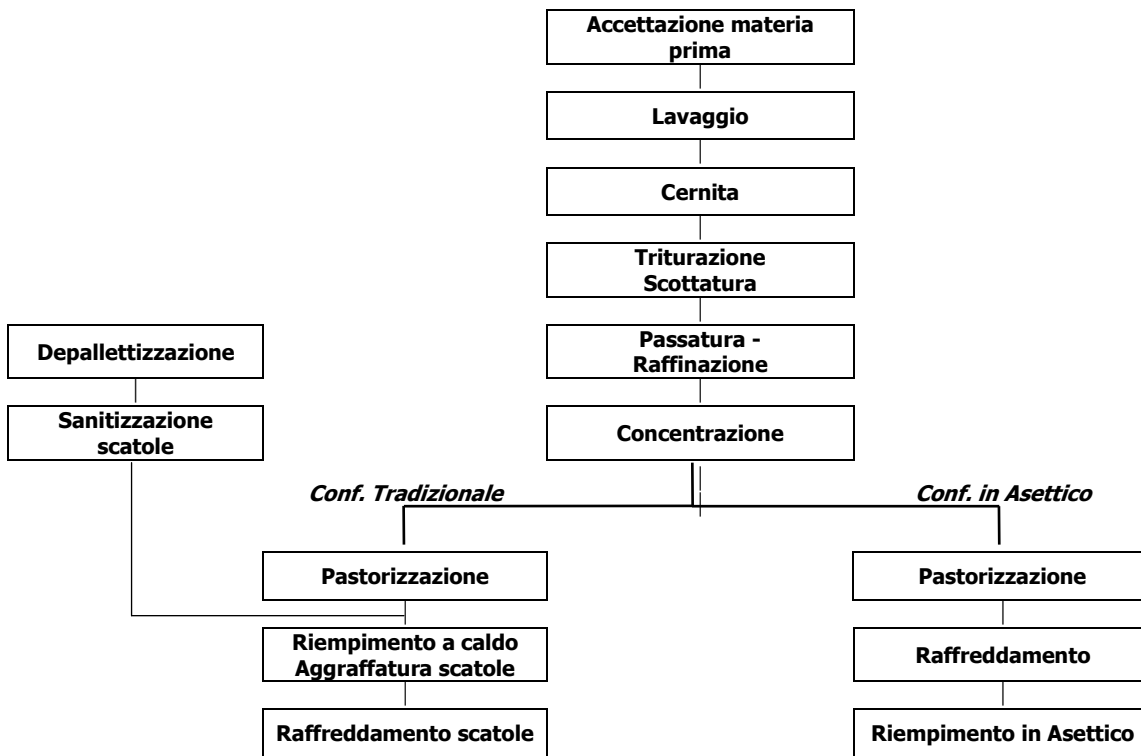 Accettazione materia
prima
Lavaggio
Cernita
Triturazione
Scottatura
Depallettizzazione
Passatura -
Raffinazione
Sanitizzazione
scatole
Concentrazione
Conf. Tradizionale
Conf. in Asettico
Pastorizzazione
Pastorizzazione
Riempimento a caldo
Aggraffatura scatole
Raffreddamento
Raffreddamento scatole
Riempimento in Asettico